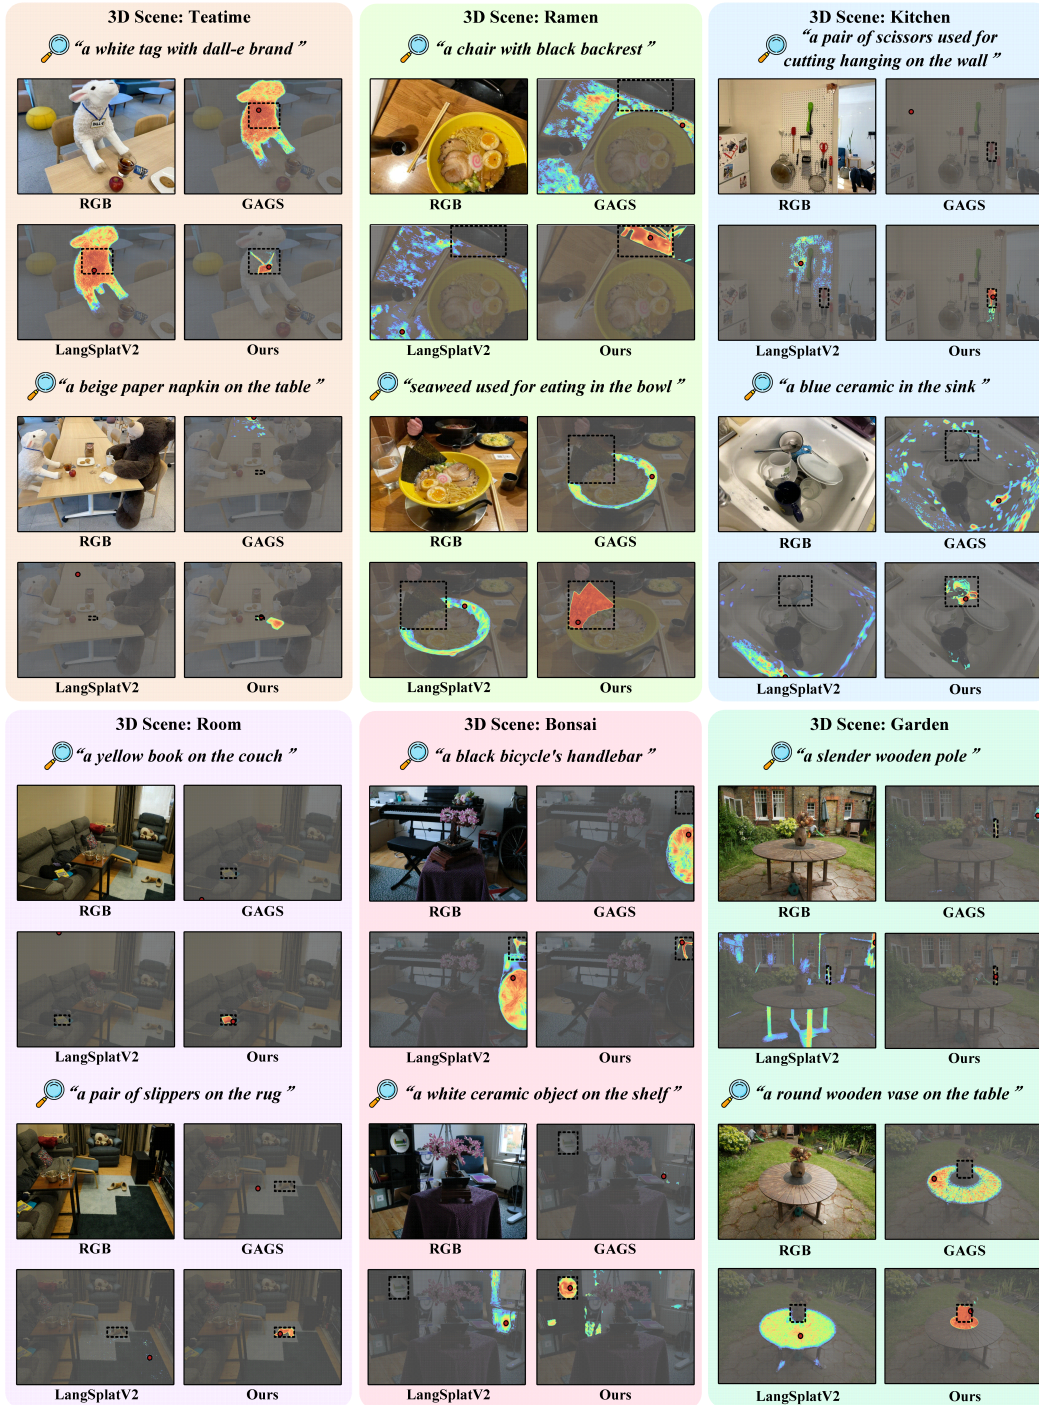 3D Scene: Teatime
“a white tag with dall-e brand ”
RGB
GAGS
LangSplatV2
Ours
“a beige paper napkin on the table ”
RGB
GAGS
LangSplatV2
Ours
3D Scene: Ramen
“a chair with black backrest ”
RGB
GAGS
LangSplatV2
Ours
“seaweed used for eating in the bowl ”
RGB
GAGS
LangSplatV2
Ours
3D Scene: Kitchen
“a pair of scissors used for
cutting hanging on the wall ”
RGB
GAGS
LangSplatV2
Ours
“a blue ceramic in the sink ”
RGB
GAGS
LangSplatV2
Ours
3D Scene: Room
“a yellow book on the couch ”
RGB
GAGS
LangSplatV2
Ours
“a pair of slippers on the rug ”
RGB
GAGS
LangSplatV2
Ours
3D Scene: Bonsai
“a black bicycle's handlebar ”
RGB
GAGS
LangSplatV2
Ours
“a white ceramic object on the shelf ”
RGB
GAGS
LangSplatV2
Ours
3D Scene: Garden
“a slender wooden pole ”
RGB
GAGS
LangSplatV2
Ours
“a round wooden vase on the table ”
RGB
GAGS
LangSplatV2
Ours